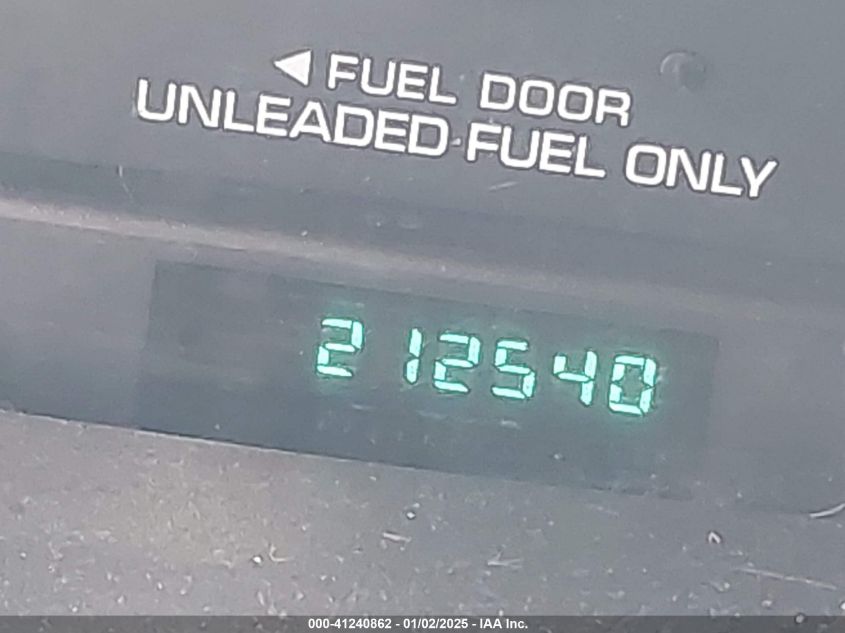 ◄ FUEL DOOR
UNLEADED FUEL ONLY
212540
000-41240862 - 01/02/2025 - IAA Inc.